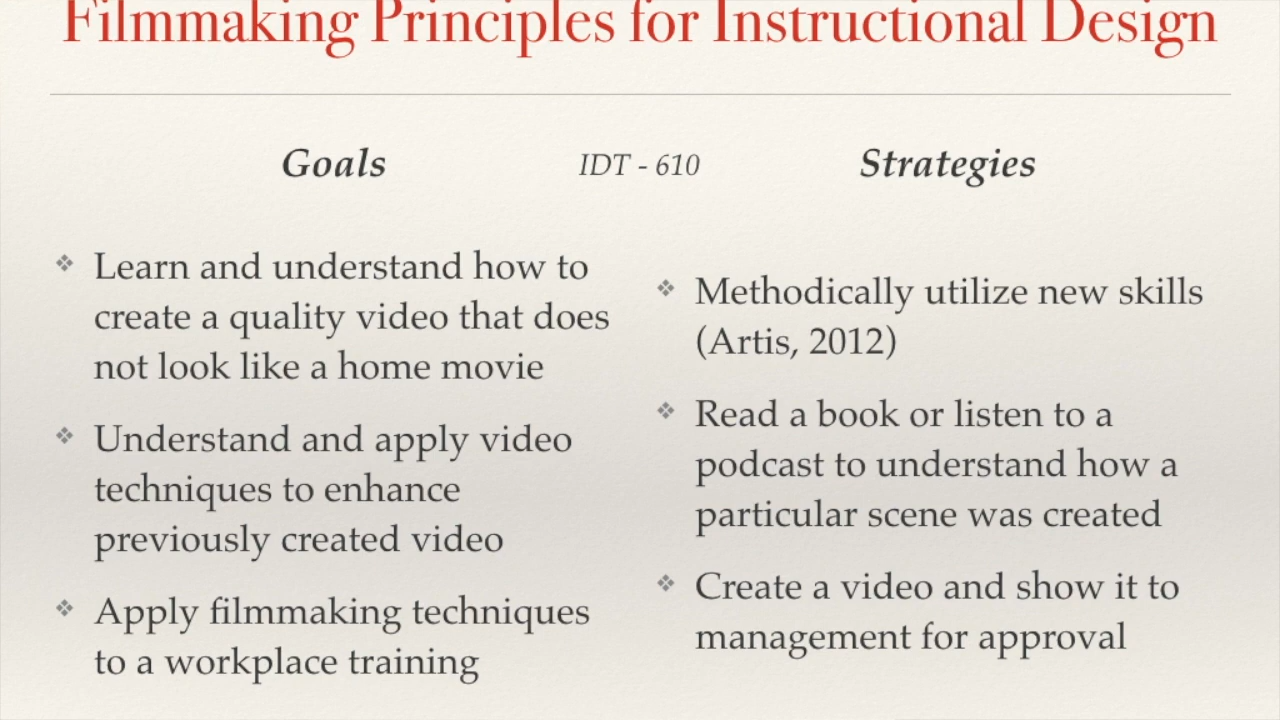 Filmmaking Principles for Instructional Design
Goals
IDT - 610
Strategies
Learn and understand how to
create a quality video that does
not look like a home movie
Understand and apply video
techniques to enhance
previously created video
Apply filmmaking techniques
to a workplace training
Methodically utilize new skills
(Artis, 2012)
Read a book or listen to a
podcast to understand how a
particular scene was created
Create a video and show it to
management for approval